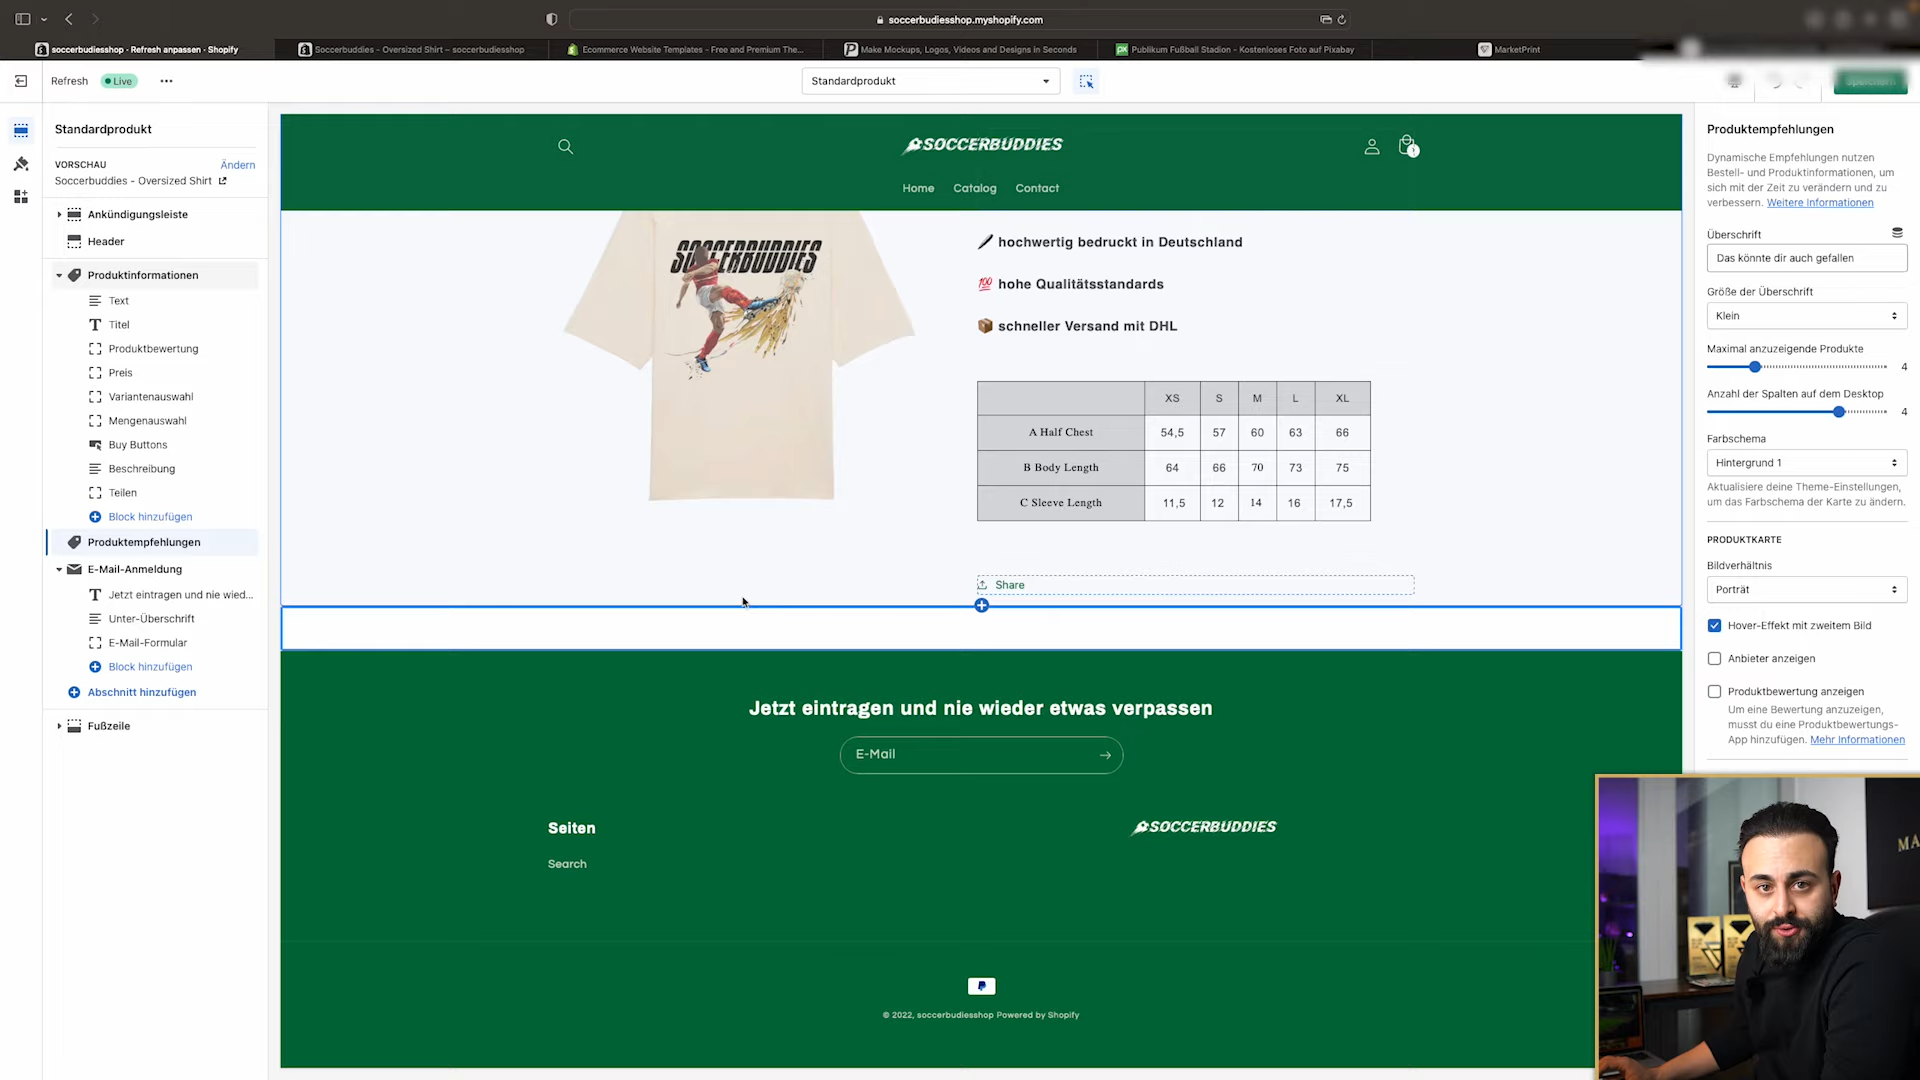 soccerbudiesshop.myshopify.com
soccerbudiesshop · Refresh anpassen · Shopify
Soccerbuddies - Oversized Shirt – soccerbudiesshop
Ecommerce Website Templates - Free and Premium The...
Make Mockups, Logos, Videos and Designs in Seconds
Publikum Fußball Stadion - Kostenloses Foto auf Pixabay
MarketPrint
Refresh
Live
Standardprodukt
Speichern
Standardprodukt
VORSCHAU
Ändern
Soccerbuddies - Oversized Shirt
Ankündigungsleiste
Header
Produktinformationen
Text
Titel
Produktbewertung
Preis
Variantenauswahl
Mengenauswahl
Buy Buttons
Beschreibung
Teilen
Block hinzufügen
Produktempfehlungen
E-Mail-Anmeldung
Jetzt eintragen und nie wied...
Unter-Überschrift
E-Mail-Formular
Block hinzufügen
Abschnitt hinzufügen
Fußzeile
SOCCERBUDDIES
Home Catalog Contact
SOCCERBUDDIES
hochwertig bedruckt in Deutschland
💯 hohe Qualitätsstandards
schneller Versand mit DHL
XS S M L XL
A Half Chest 54,5 57 60 63 66
B Body Length 64 66 70 73 75
C Sleeve Length 11,5 12 14 16 17,5
Share
Jetzt eintragen und nie wieder etwas verpassen
E-Mail
Seiten
Search
SOCCERBUDDIES
© 2022, soccerbudiesshop Powered by Shopify
Produktempfehlungen
Dynamische Empfehlungen nutzen
Bestell- und Produktinformationen, um
sich mit der Zeit zu verändern und zu
verbessern. Weitere Informationen
Überschrift
Das könnte dir auch gefallen
Größe der Überschrift
Klein
Maximal anzuzeigende Produkte
4
Anzahl der Spalten auf dem Desktop
4
Farbschema
Hintergrund 1
Aktualisiere deine Theme-Einstellungen,
um das Farbschema der Karte zu ändern.
PRODUKTKARTE
Bildverhältnis
Porträt
Hover-Effekt mit zweitem Bild
Anbieter anzeigen
Produktbewertung anzeigen
Um eine Bewertung anzuzeigen,
musst du eine Produktbewertungs-
App hinzufügen. Mehr Informationen
MA